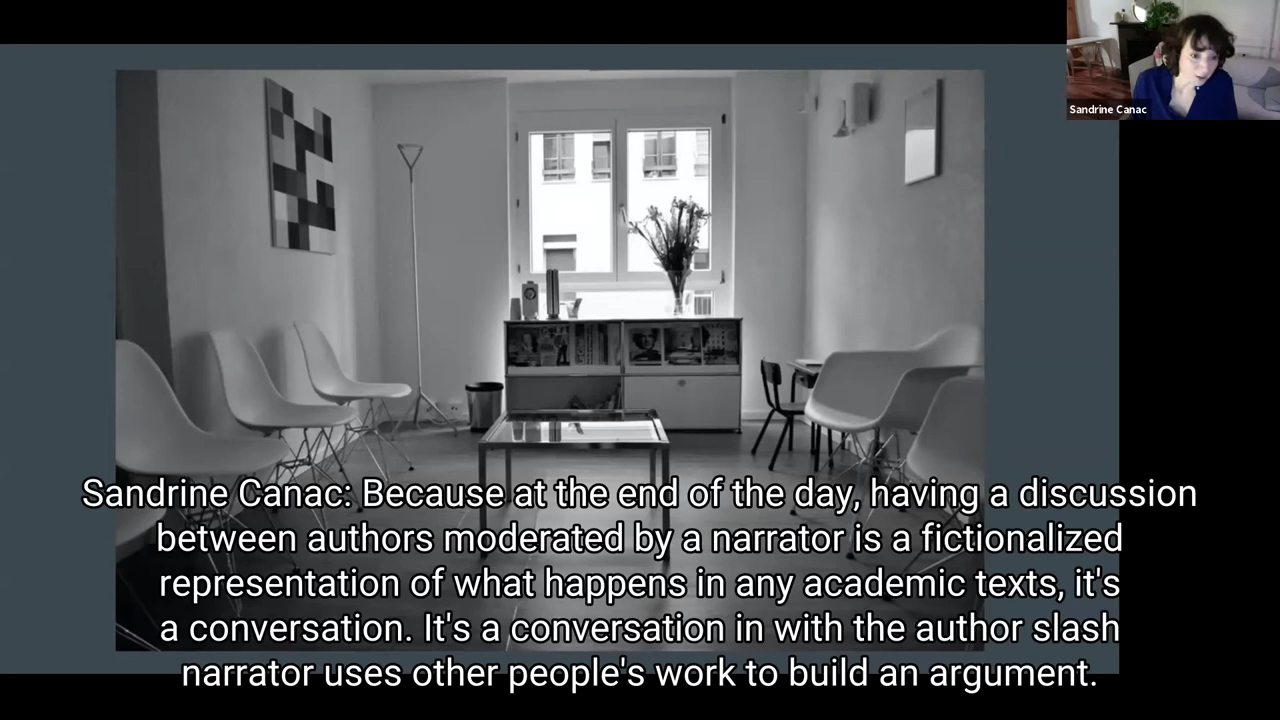 Sandrine Canac
Sandrine Canac: Because at the end of the day, having a discussion
between authors moderated by a narrator is a fictionalized
representation of what happens in any academic texts, it's
a conversation. It's a conversation in with the author slash
narrator uses other people's work to build an argument.